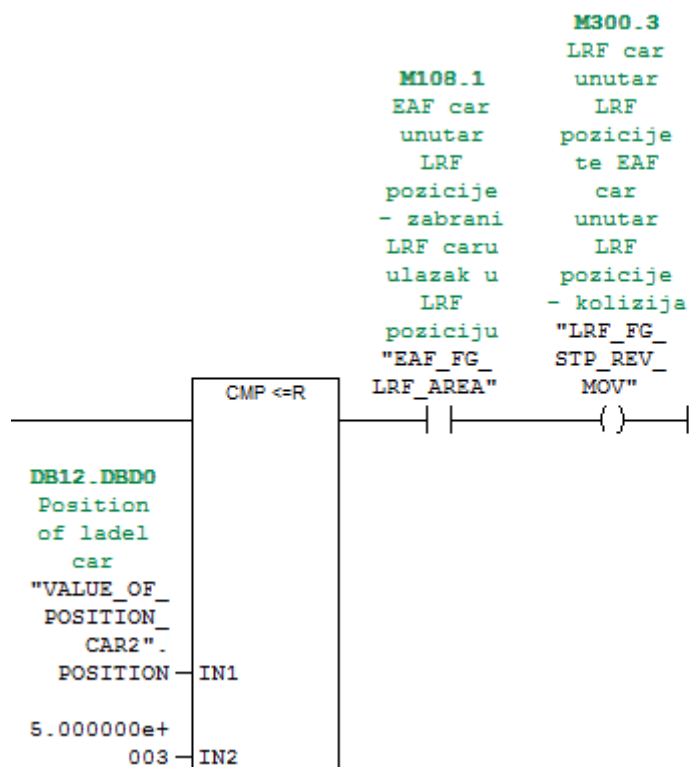 M300.3
LRF car
unutar
LRF
pozicije
te EAF
car
unutar
LRF
pozicije
- kolizija
"LRF_FG_
STP_REV_
MOV"
M108.1
EAF car
unutar
LRF
pozicije
- zabrani
LRF caru
ulazak u
LRF
poziciju
"EAF_FG_
LRF_AREA"
CMP <=R
DB12.DBD0
Position
of ladel
car
"VALUE_OF_
POSITION_
CAR2".
POSITION
IN1
5.000000e+
003
IN2